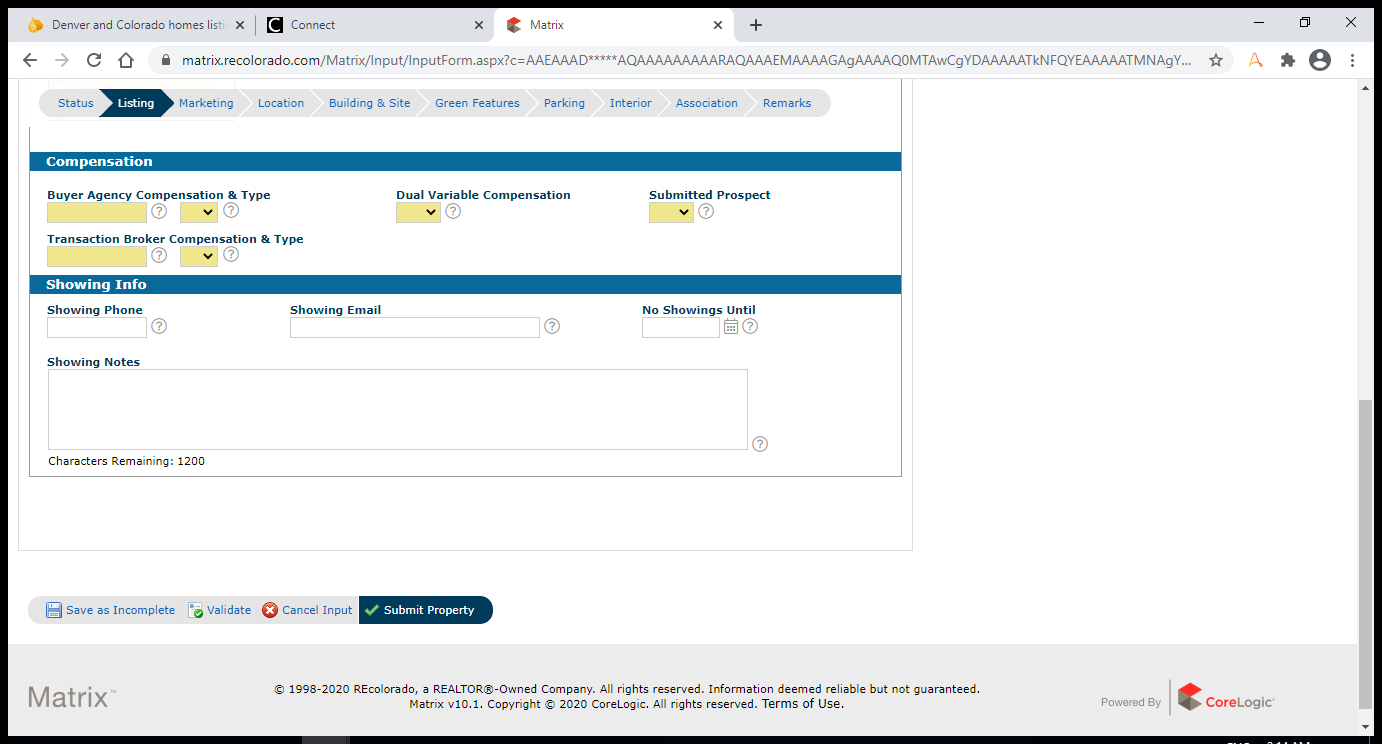 Denver and Colorado homes listi
Connect
Matrix
matrix.recolorado.com/Matrix/Input/InputForm.aspx?c=AAEAAAD*****AQAAAAAAAAARAQAAAEMAAAAGAgAAAAQ0MTAwCgYDAAAAATkNFQYEAAAAATMNAgY...
Status Listing Marketing Location Building & Site Green Features Parking Interior Association Remarks
Compensation
Buyer Agency Compensation & Type Dual Variable Compensation Submitted Prospect
Transaction Broker Compensation & Type
Showing Info
Showing Phone Showing Email No Showings Until
Showing Notes
Characters Remaining: 1200
Save as Incomplete Validate Cancel Input Submit Property
Matrix™
© 1998-2020 REcolorado, a REALTOR®-Owned Company. All rights reserved. Information deemed reliable but not guaranteed.
Matrix v10.1. Copyright © 2020 CoreLogic. All rights reserved. Terms of Use.
Powered By CoreLogic